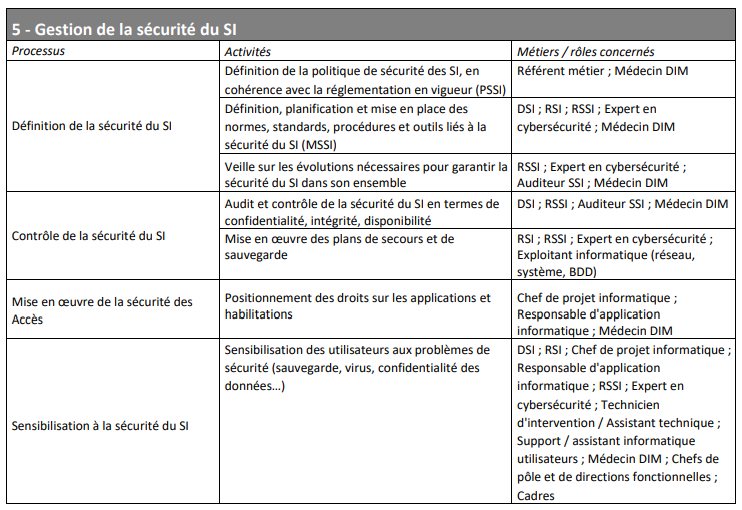 5 - Gestion de la sécurité du SI
Processus
Activités
Métiers / rôles concernés
Définition de la sécurité du SI
Définition de la politique de sécurité des SI, en
cohérence avec la réglementation en vigueur (PSSI)
Référent métier ; Médecin DIM
Définition, planification et mise en place des
normes, standards, procédures et outils liés à la
sécurité du SI (MSSI)
DSI ; RSI ; RSSI ; Expert en
cybersécurité ; Médecin DIM
Veille sur les évolutions nécessaires pour garantir la
sécurité du SI dans son ensemble
RSSI ; Expert en cybersécurité ;
Auditeur SSI ; Médecin DIM
Contrôle de la sécurité du SI
Audit et contrôle de la sécurité du SI en termes de
confidentialité, intégrité, disponibilité
DSI ; RSSI ; Auditeur SSI ; Médecin DIM
Mise en œuvre des plans de secours et de
sauvegarde
RSI ; RSSI ; Expert en cybersécurité ;
Exploitant informatique (réseau,
système, BDD)
Mise en œuvre de la sécurité des
Accès
Positionnement des droits sur les applications et
habilitations
Chef de projet informatique ;
Responsable d'application
informatique ; Médecin DIM
Sensibilisation à la sécurité du SI
Sensibilisation des utilisateurs aux problèmes de
sécurité (sauvegarde, virus, confidentialité des
données…)
DSI ; RSI ; Chef de projet informatique ;
Responsable d'application
informatique ; RSSI ; Expert en
cybersécurité ; Technicien
d'intervention / Assistant technique ;
Support / assistant informatique
utilisateurs ; Médecin DIM ; Chefs de
pôle et de directions fonctionnelles ;
Cadres